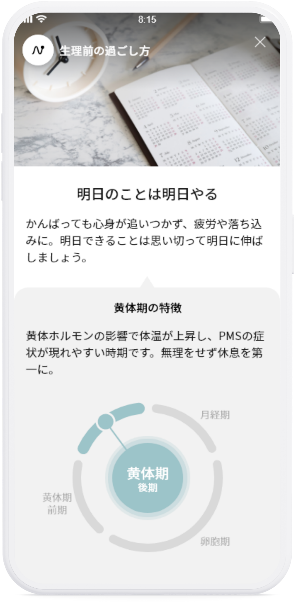 8:15
生理前の過ごし方
明日のことは明日やる
かんばっても心身が追いつかず、疲労や落ち込
みに。明日できることは思い切って明日に伸ば
しましょう。
黄体期の特徴
黄体ホルモンの影響で体温が上昇し、PMSの症
状が現れやすい時期です。無理をせず休息を第
一に。
月経期
黄体期
後期
黄体期
前期
卵胞期